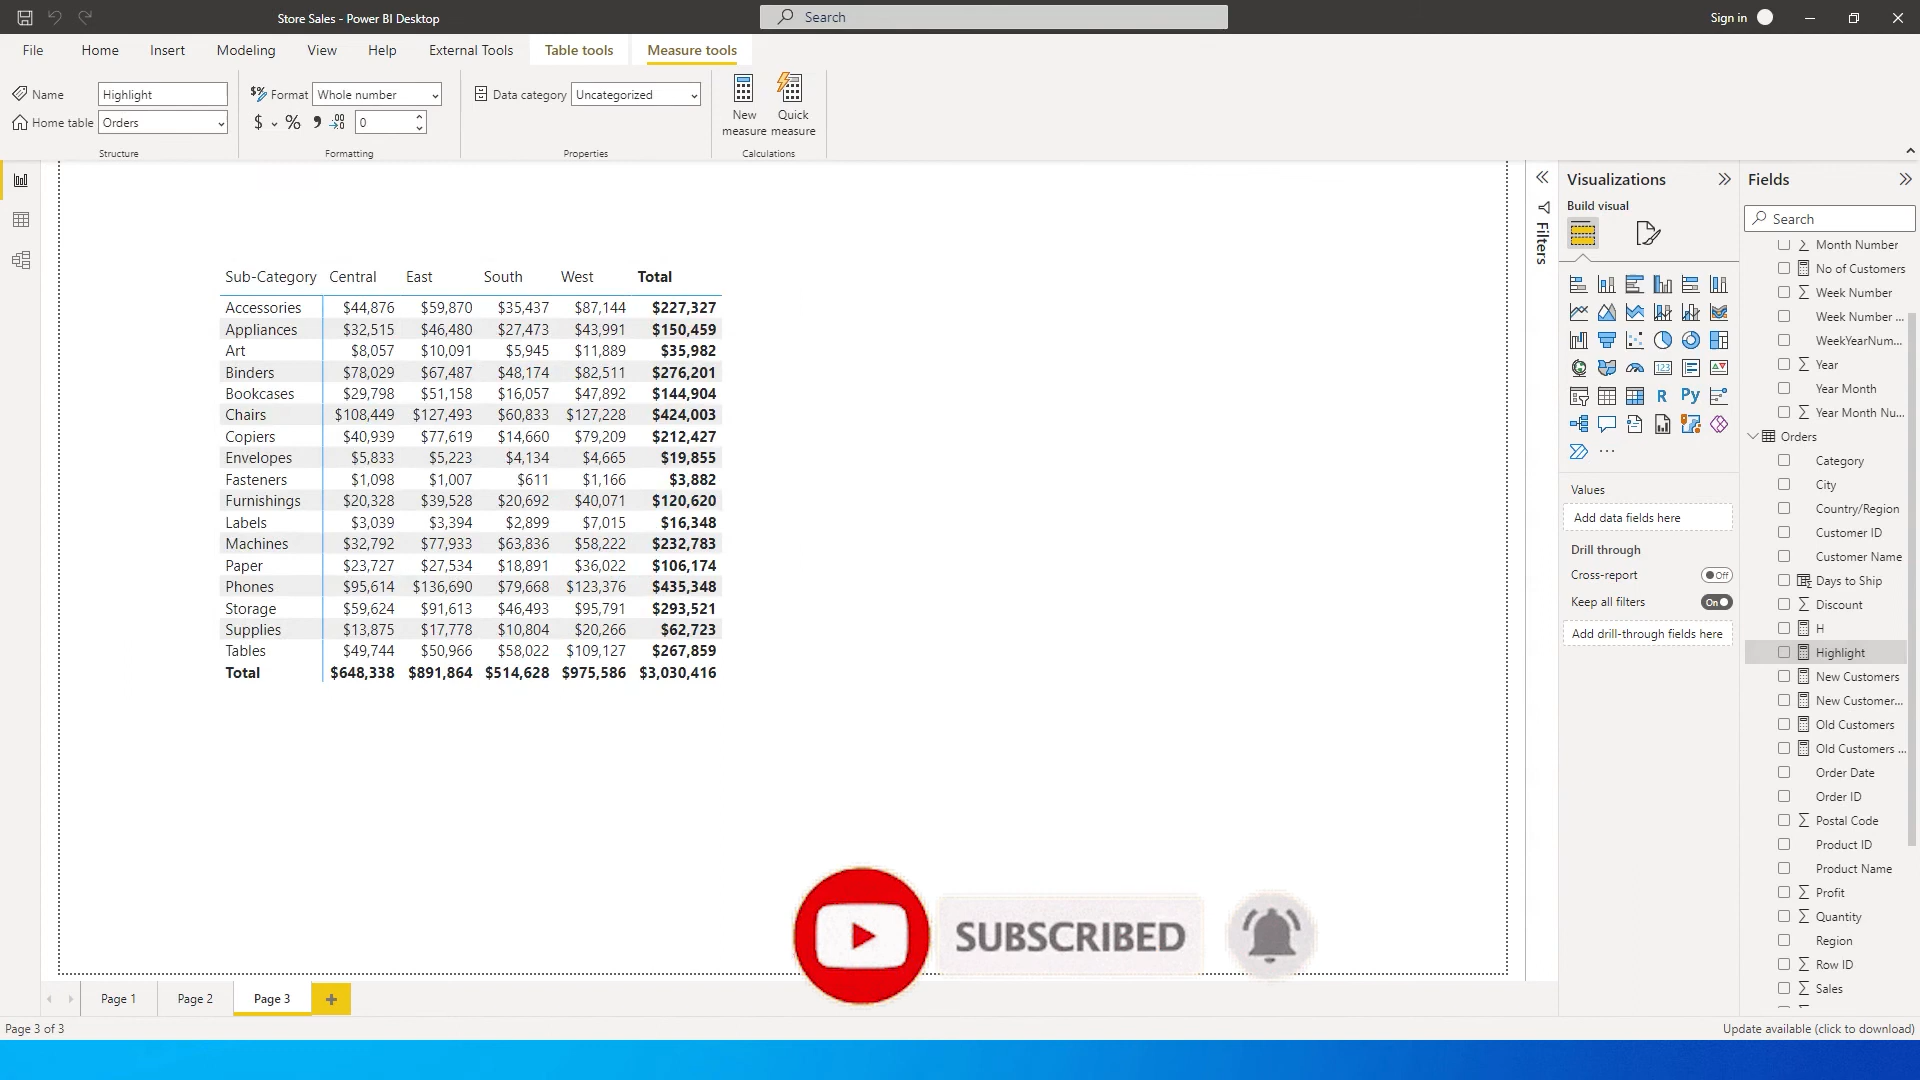 Store Sales - Power BI Desktop
Search
Sign in
File Home Insert Modeling View Help External Tools Table tools Measure tools
Name Highlight
Home table Orders
Structure
Format Whole number
$ % 0
Formatting
Data category Uncategorized
Properties
New measure
Quick measure
Calculations
Sub-Category Central East South West Total
Accessories $44,876 $59,870 $35,437 $87,144 $227,327
Appliances $32,515 $46,480 $27,473 $43,991 $150,459
Art $8,057 $10,091 $5,945 $11,889 $35,982
Binders $78,029 $67,487 $48,174 $82,511 $276,201
Bookcases $29,798 $51,158 $16,057 $47,892 $144,904
Chairs $108,449 $127,493 $60,833 $127,228 $424,003
Copiers $40,939 $77,619 $14,660 $79,209 $212,427
Envelopes $5,833 $5,223 $4,134 $4,665 $19,855
Fasteners $1,098 $1,007 $611 $1,166 $3,882
Furnishings $20,328 $39,528 $20,692 $40,071 $120,620
Labels $3,039 $3,394 $2,899 $7,015 $16,348
Machines $32,792 $77,933 $63,836 $58,222 $232,783
Paper $23,727 $27,534 $18,891 $36,022 $106,174
Phones $95,614 $136,690 $79,668 $123,376 $435,348
Storage $59,624 $91,613 $46,493 $95,791 $293,521
Supplies $13,875 $17,778 $10,804 $20,266 $62,723
Tables $49,744 $50,966 $58,022 $109,127 $267,859
Total $648,338 $891,864 $514,628 $975,586 $3,030,416
SUBSCRIBED
Filters
Visualizations
Build visual
123
R Py
Values
Add data fields here
Drill through
Cross-report Off
Keep all filters On
Add drill-through fields here
Fields
Search
Month Number
No of Customers
Week Number
Week Number ...
WeekYearNum...
Year
Year Month
Year Month Nu...
Orders
Category
City
Country/Region
Customer ID
Customer Name
Days to Ship
Discount
H
Highlight
New Customers
New Customer...
Old Customers
Old Customers ...
Order Date
Order ID
Postal Code
Product ID
Product Name
Profit
Quantity
Region
Row ID
Sales
Page 1 Page 2 Page 3 +
Page 3 of 3
Update available (click to download)